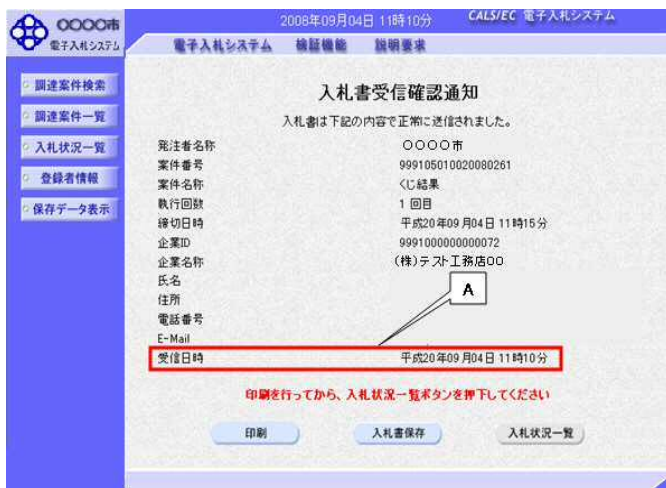 〇〇〇〇市
電子入札システム
2008年09月04日 11時10分
CALS/EC 電子入札システム
電子入札システム 検証機能 説明要求
調達案件検索
調達案件一覧
入札状況一覧
登録者情報
保存データ表示
入札書受信確認通知
入札書は下記の内容で正常に送信されました。
発注者名称 〇〇〇〇市
案件番号 999105010020080261
案件名称 くじ結果
執行回数 1 回目
締切日時 平成20年09月04日 11時15分
企業ID 9991000000000072
企業名称 (株)テスト工務店〇〇
氏名
住所
A
電話番号
E-Mail
受信日時 平成20年09月04日 11時10分
印刷を行ってから、入札状況一覧ボタンを押下してください
印刷 入札書保存 入札状況一覧